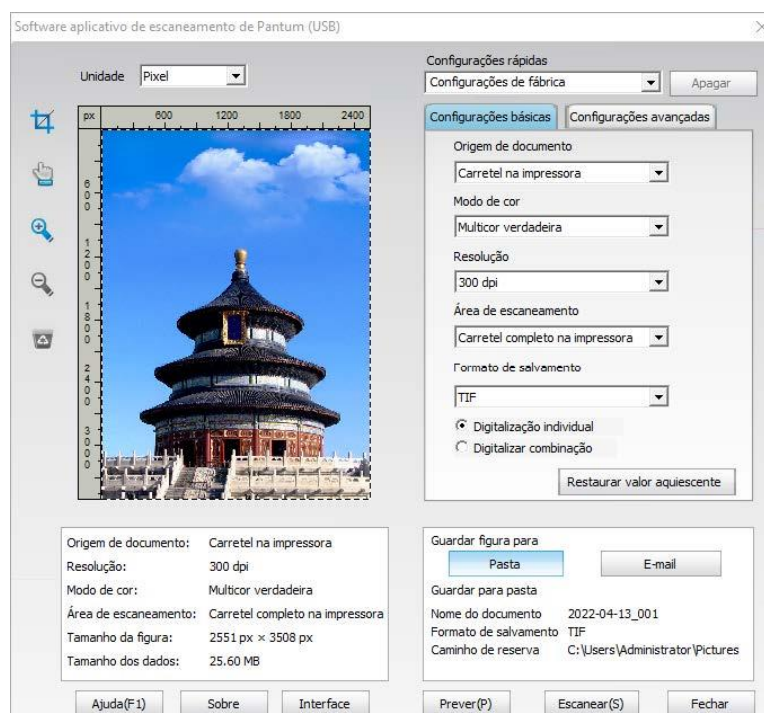 Software aplicativo de escaneamento de Pantum (USB)
Unidade Pixel
px 600 1200 1800 2400
600
1200
1800
2400
3000
Configurações rápidas
Configurações de fábrica Apagar
Configurações básicas Configurações avançadas
Origem de documento
Carretel na impressora
Modo de cor
Multicor verdadeira
Resolução
300 dpi
Área de escaneamento
Carretel completo na impressora
Formato de salvamento
TIF
Digitalização individual
Digitalizar combinação
Restaurar valor aquiescente
Origem de documento: Carretel na impressora
Resolução: 300 dpi
Modo de cor: Multicor verdadeira
Área de escaneamento: Carretel completo na impressora
Tamanho da figura: 2551 px × 3508 px
Tamanho dos dados: 25.60 MB
Guardar figura para
Pasta E-mail
Guardar para pasta
Nome do documento 2022-04-13_001
Formato de salvamento TIF
Caminho de reserva C:\Users\Administrator\Pictures
Ajuda(F1) Sobre Interface Prever(P) Escanear(S) Fechar